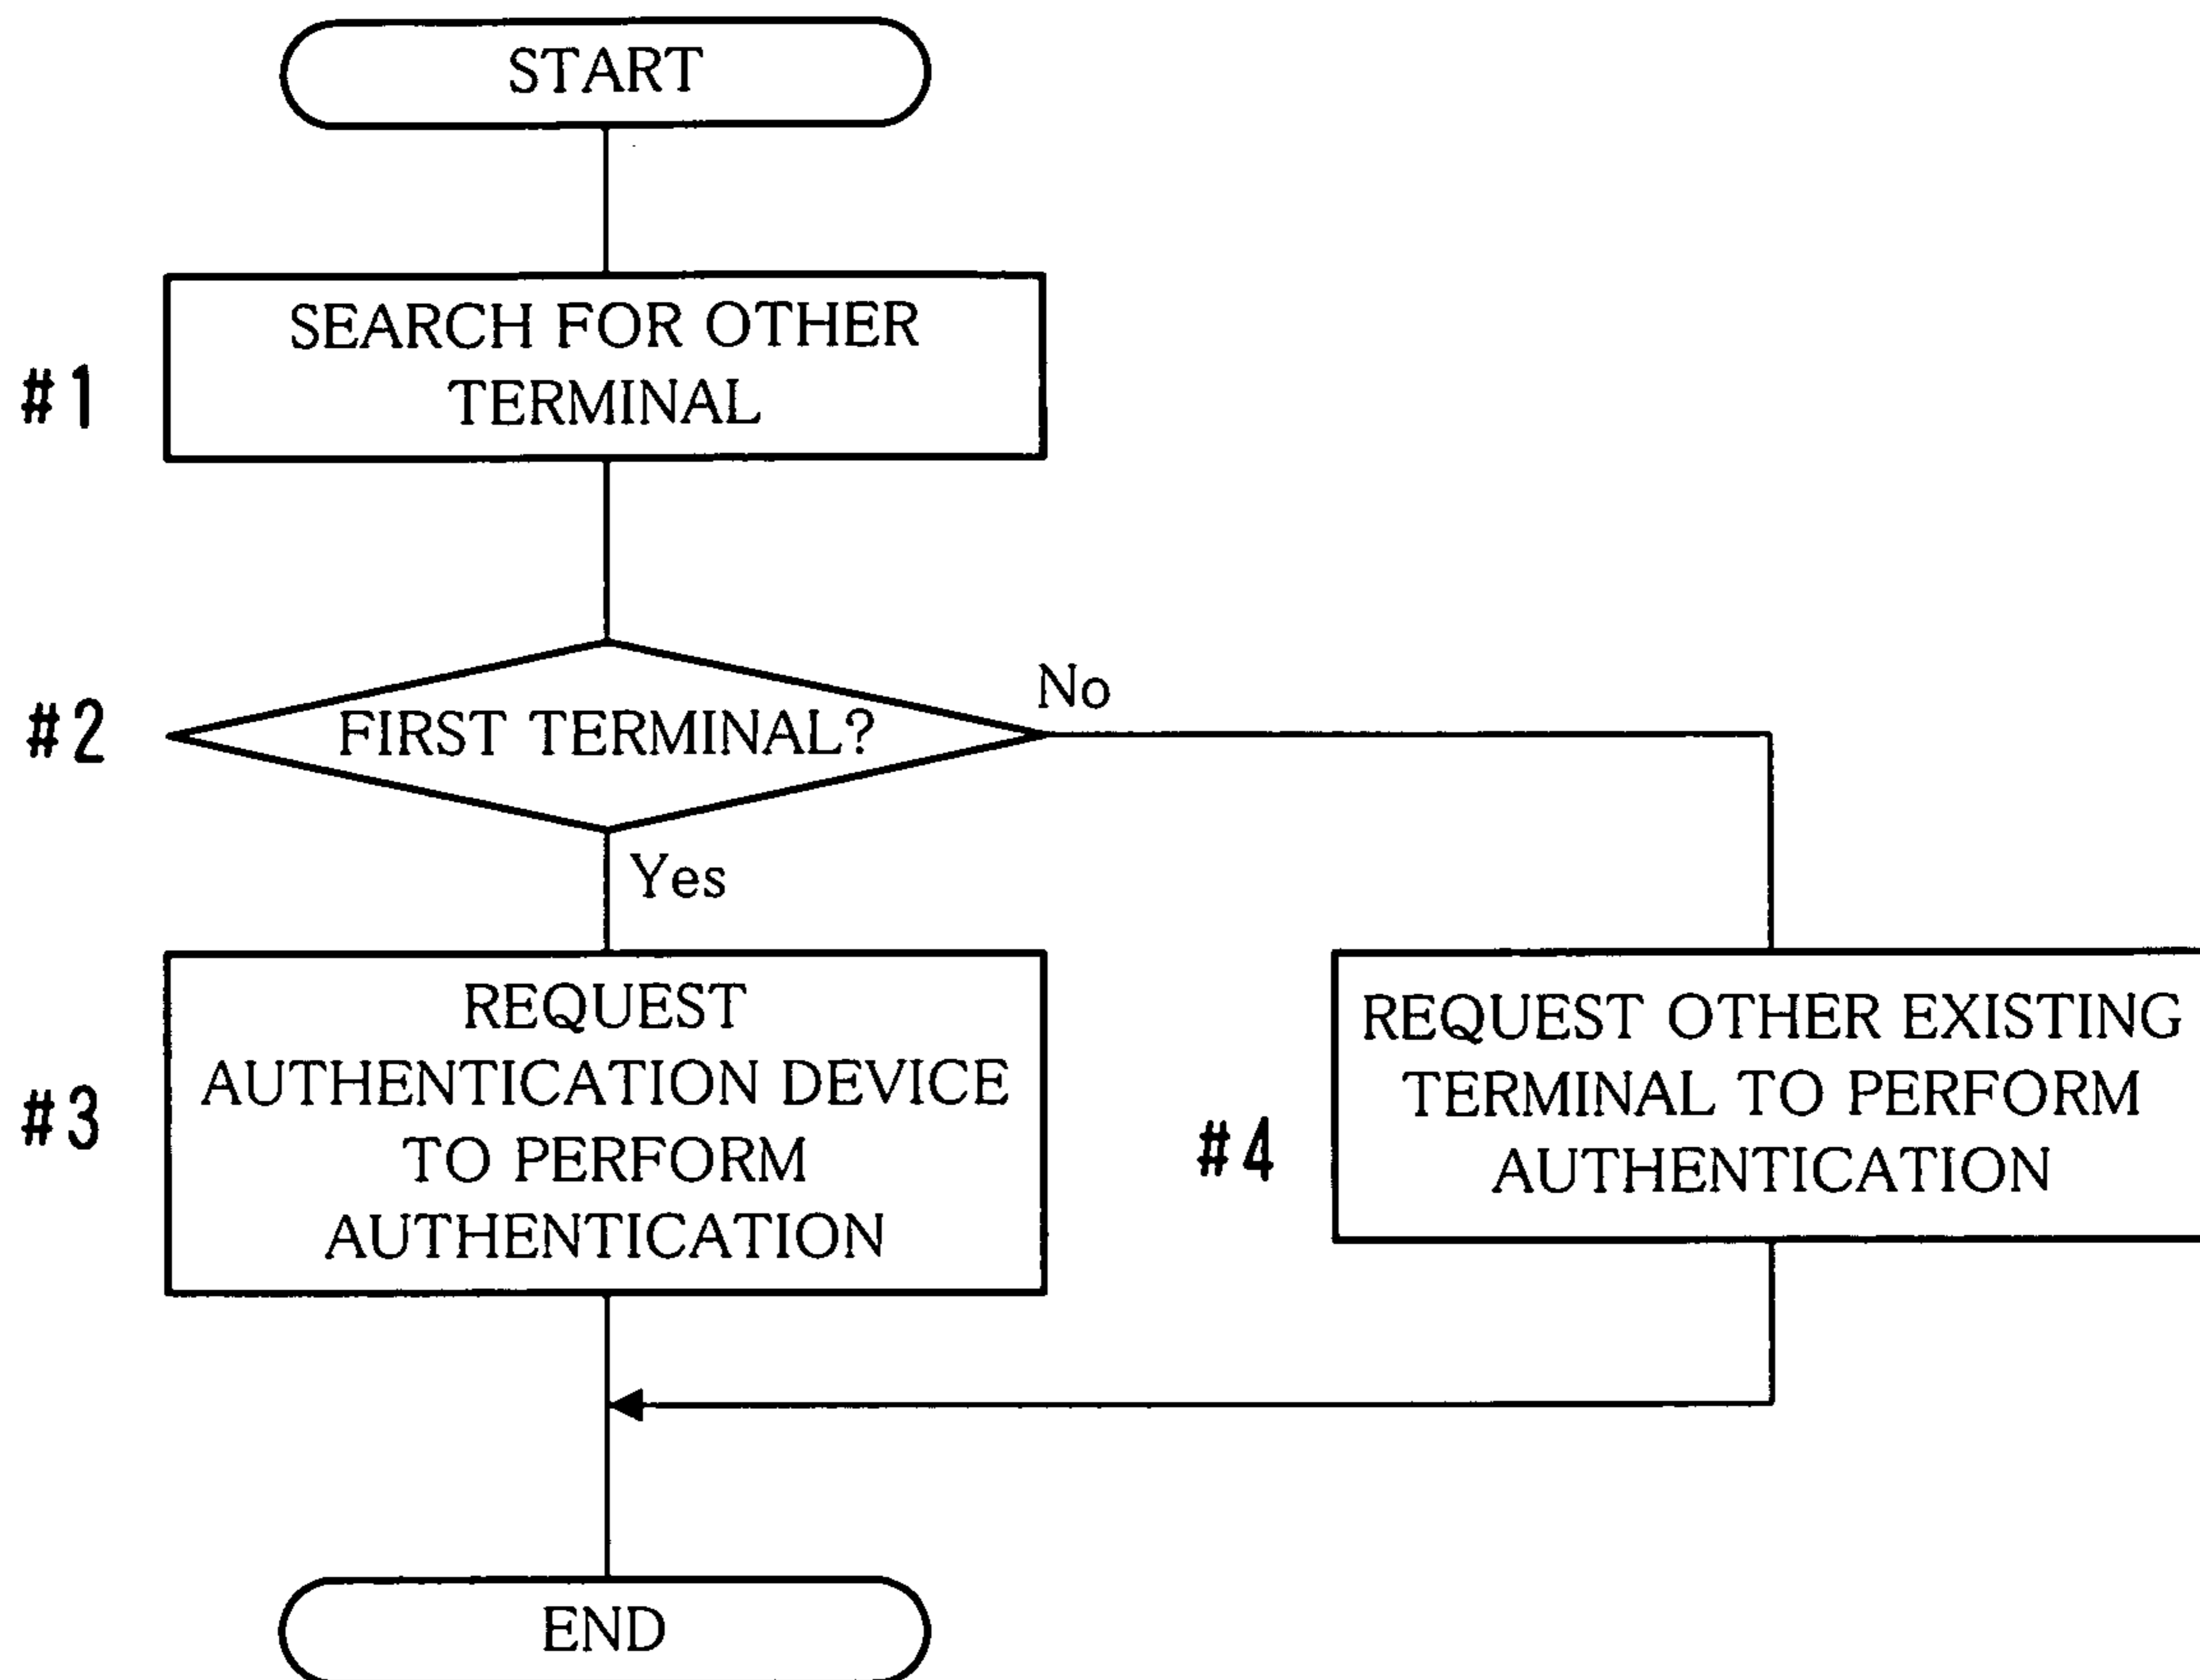 START
#1
SEARCH FOR OTHER
TERMINAL
#2
FIRST TERMINAL?
No
Yes
#3
REQUEST
AUTHENTICATION DEVICE
TO PERFORM
AUTHENTICATION
#4
REQUEST OTHER EXISTING
TERMINAL TO PERFORM
AUTHENTICATION
END